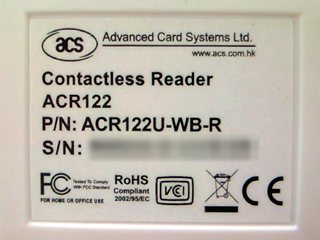 acs Advanced Card Systems Ltd.
www.acs.com.hk
Contactless Reader
ACR122
P/N: ACR122U-WB-R
S/N:
FC Tested To Comply
With FCC Standard
FOR HOME OR OFFICE USE
RoHS
Compliant
2002/95/EC
VCI
CE